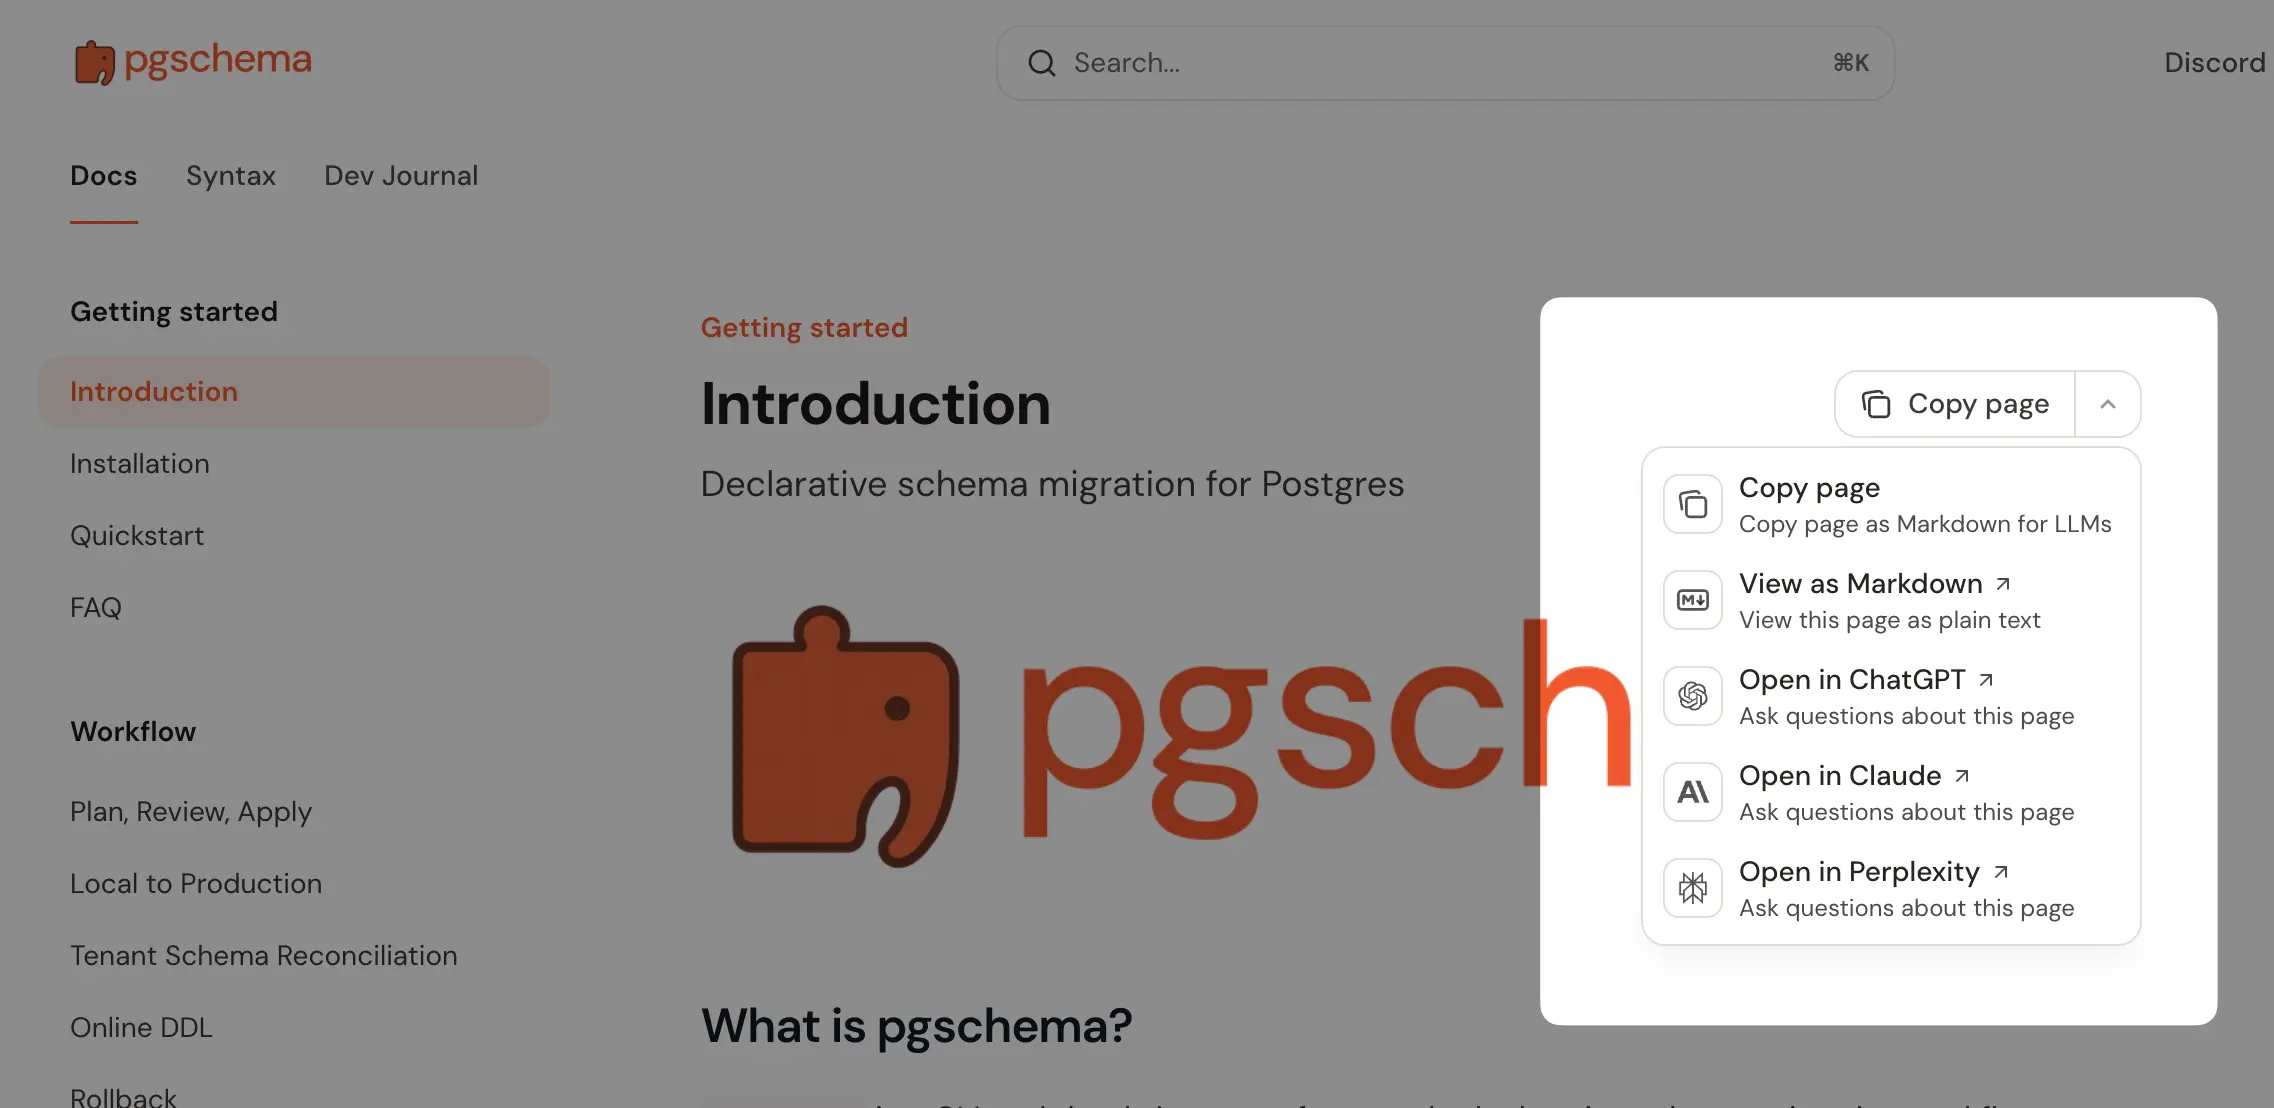 pgschema
Search...
⌘K
Discord
Docs
Syntax
Dev Journal
Getting started
Introduction
Installation
Quickstart
FAQ
Workflow
Plan, Review, Apply
Local to Production
Tenant Schema Reconciliation
Online DDL
Rollback
Getting started
Introduction
Declarative schema migration for Postgres
pgsch
What is pgschema?
Copy page
Copy page
Copy page as Markdown for LLMs
View as Markdown
View this page as plain text
Open in ChatGPT
Ask questions about this page
Open in Claude
Ask questions about this page
Open in Perplexity
Ask questions about this page